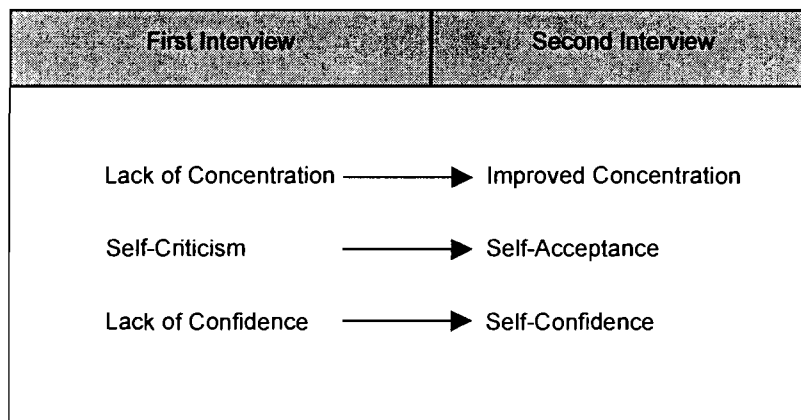 First Interview Second Interview
Lack of Concentration Improved Concentration
Self-Criticism Self-Acceptance
Lack of Confidence Self-Confidence